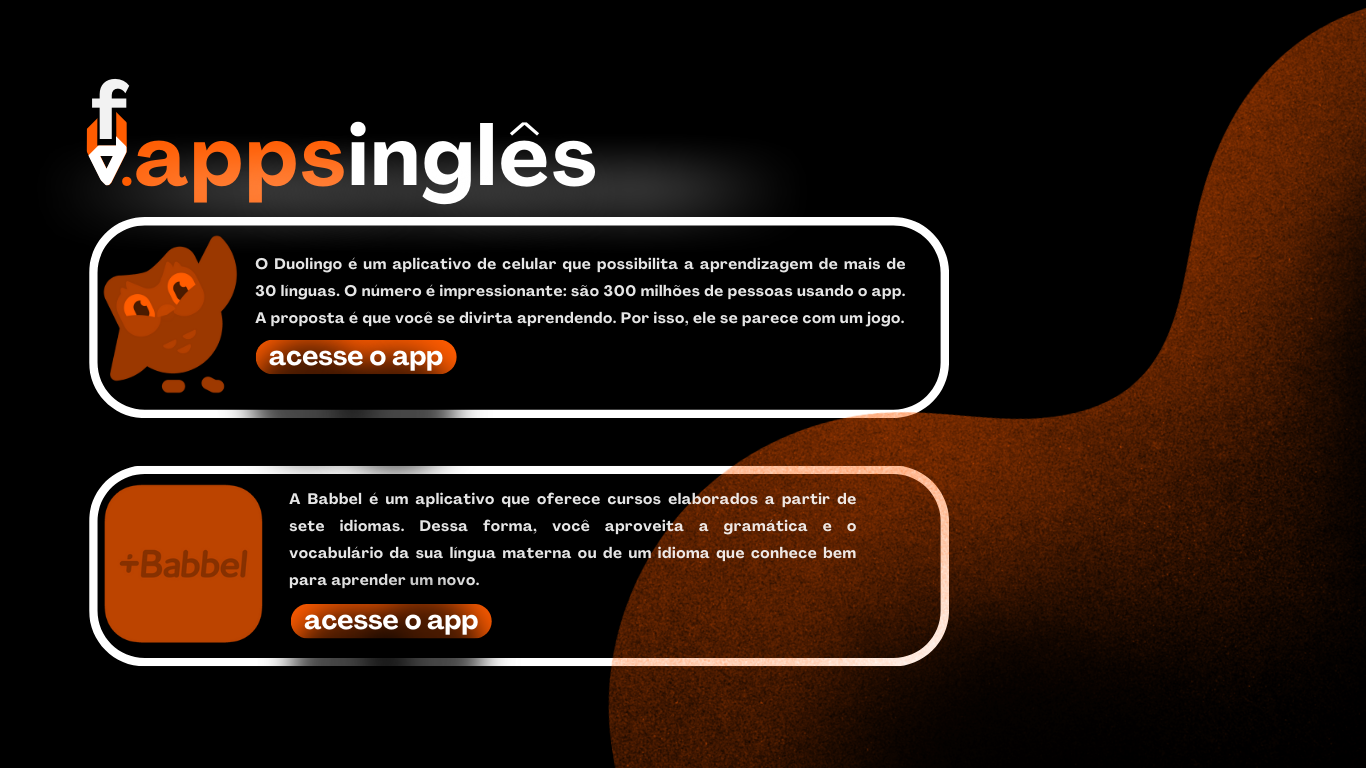 f
.appsinglês
O Duolingo é um aplicativo de celular que possibilita a aprendizagem de mais de
30 línguas. O número é impressionante: são 300 milhões de pessoas usando o app.
A proposta é que você se divirta aprendendo. Por isso, ele se parece com um jogo.
acesse o app
+Babbel
A Babbel é um aplicativo que oferece cursos elaborados a partir de
sete idiomas. Dessa forma, você aproveita a gramática e o
vocabulário da sua língua materna ou de um idioma que conhece bem
para aprender um novo.
acesse o app